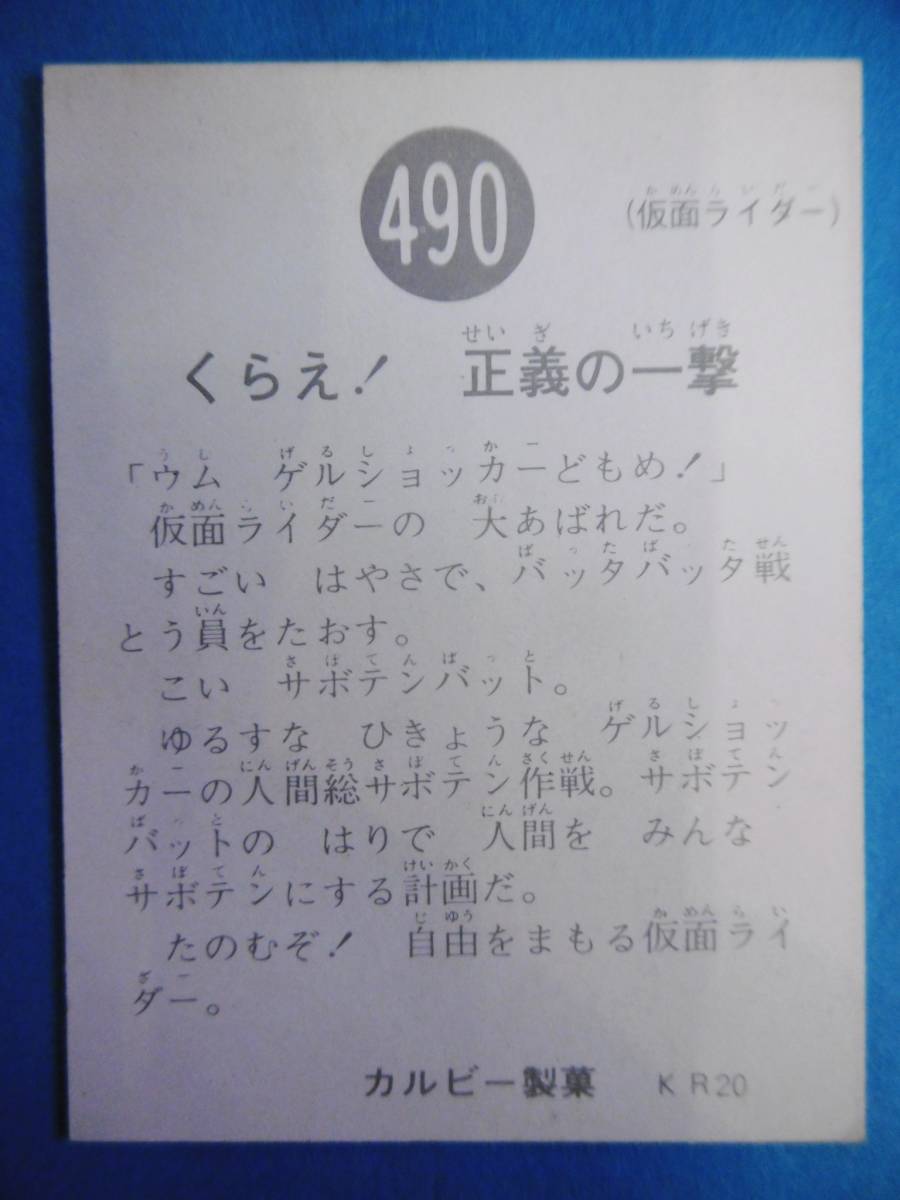 490
(仮面ライダー)
くらえ! 正義の一撃
「ウム ゲルショッカーどもめ!」
仮面ライダーの 大あばれだ。
すごい はやさで、バッタバッタ戦
とう員をたおす。
こい サボテンバット。
ゆるすな ひきょうな ゲルショッ
カーの人間総サボテン作戦。サボテン
バットの はりで 人間を みんな
サボテンにする計画だ。
たのむぞ! 自由をまもる仮面ライ
ダー。
カルビー製菓 KR20